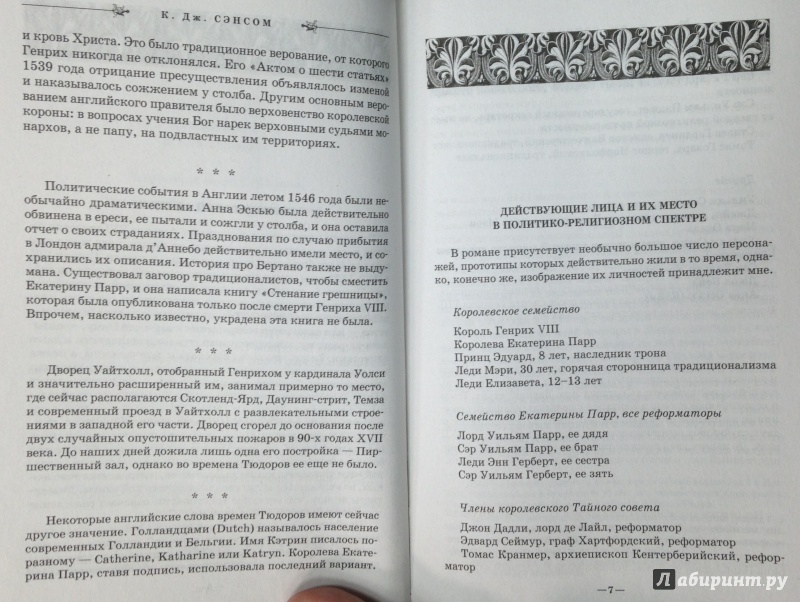 К. Дж. СЭНСОМ
и кровь Христа. Это было традиционное верование, от которого
Генрих никогда не отклонялся. Его «Актом о шести статьях»
1539 года отрицание пресуществления объявлялось изменой
и наказывалось сожжением у столба. Другим основным веро-
ванием английского правителя было верховенство королевской
короны: в вопросах учения Бог нарек верховными судьями мо-
нархов, а не папу, на подвластных им территориях.
* * *
Политические события в Англии летом 1546 года были не-
обычайно драматическими. Анна Эскью была действительно
обвинена в ереси, ее пытали и сожгли у столба, и она оставила
отчет о своих страданиях. Празднования по случаю прибытия
в Лондон адмирала д’Аннебо действительно имели место, и со-
хранились их описания. История про Бертано также не выду-
мана. Существовал заговор традиционалистов, чтобы сместить
Екатерину Парр, и она написала книгу «Стенание грешницы»,
которая была опубликована только после смерти Генриха VIII.
Впрочем, насколько известно, украдена эта книга не была.
* * *
Дворец Уайтхолл, отобранный Генрихом у кардинала Уолси
и значительно расширенный им, занимал примерно то место,
где сейчас располагаются Скотленд-Ярд, Даунинг-стрит, Темза
и современный проезд в Уайтхолл с развлекательными строе-
ниями в западной его части. Дворец сгорел до основания после
двух случайных опустошительных пожаров в 90-х годах XVII
века. До наших дней дожила лишь одна его постройка — Пир-
шественный зал, однако во времена Тюдоров ее еще не было.
* * *
Некоторые английские слова времен Тюдоров имеют сейчас
другое значение. Голландцами (Dutch) называлось население
современных Голландии и Бельгии. Имя Кэтрин писалось по-
разному — Catherine, Katharine или Katryn. Королева Екате-
рина Парр, ставя подпись, использовала последний вариант.
ДЕЙСТВУЮЩИЕ ЛИЦА И ИХ МЕСТО
В ПОЛИТИКО-РЕЛИГИОЗНОМ СПЕКТРЕ
В романе присутствует необычно большое число персона-
жей, прототипы которых действительно жили в то время, одна-
ко, конечно же, изображение их личностей принадлежит мне.
Королевское семейство
Король Генрих VIII
Королева Екатерина Парр
Принц Эдуард, 8 лет, наследник трона
Леди Мэри, 30 лет, горячая сторонница традиционализма
Леди Елизавета, 12–13 лет
Семейство Екатерины Парр, все реформаторы
Лорд Уильям Парр, ее дядя
Сэр Уильям Парр, ее брат
Леди Энн Герберт, ее сестра
Сэр Уильям Герберт, ее зять
Члены королевского Тайного совета
Джон Дадли, лорд де Лайл, реформатор
Эдвард Сеймур, граф Хартфордский, реформатор
Томас Кранмер, архиепископ Кентерберийский, рефор-
матор
—7—
Лабиринт.ру